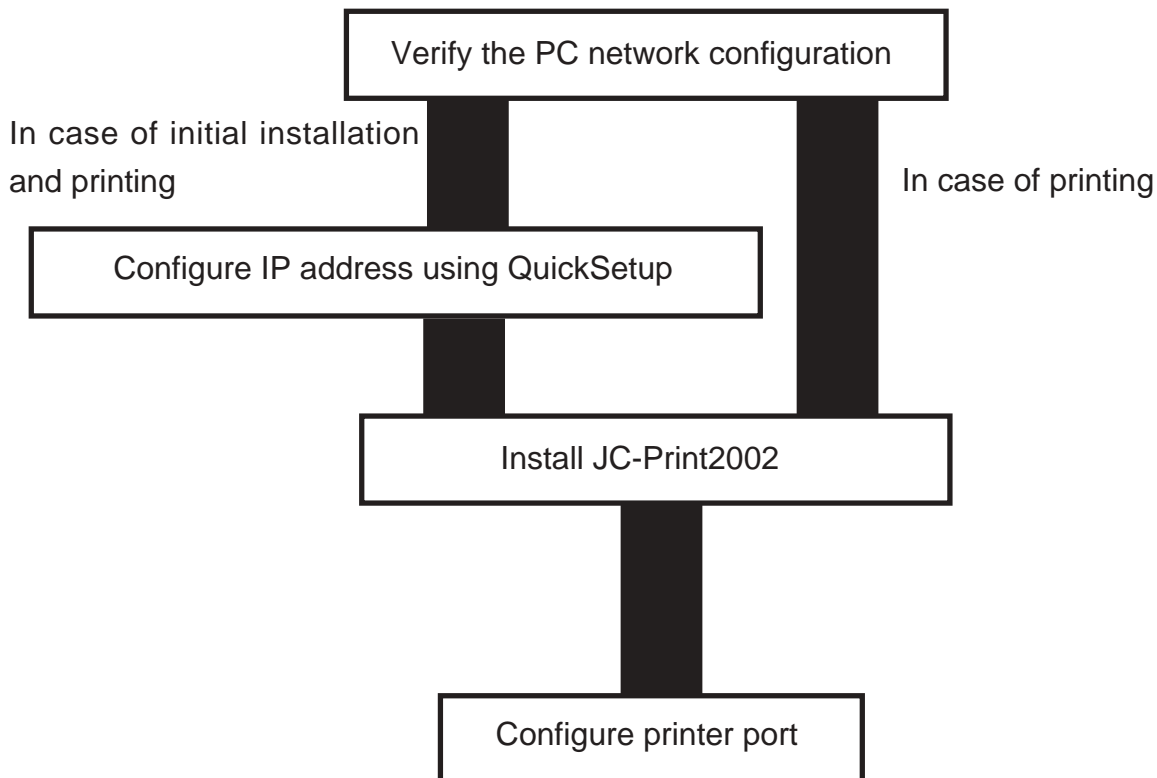 Verify the PC network configuration
In case of initial installation
and printing
In case of printing
Configure IP address using QuickSetup
Install JC-Print2002
Configure printer port